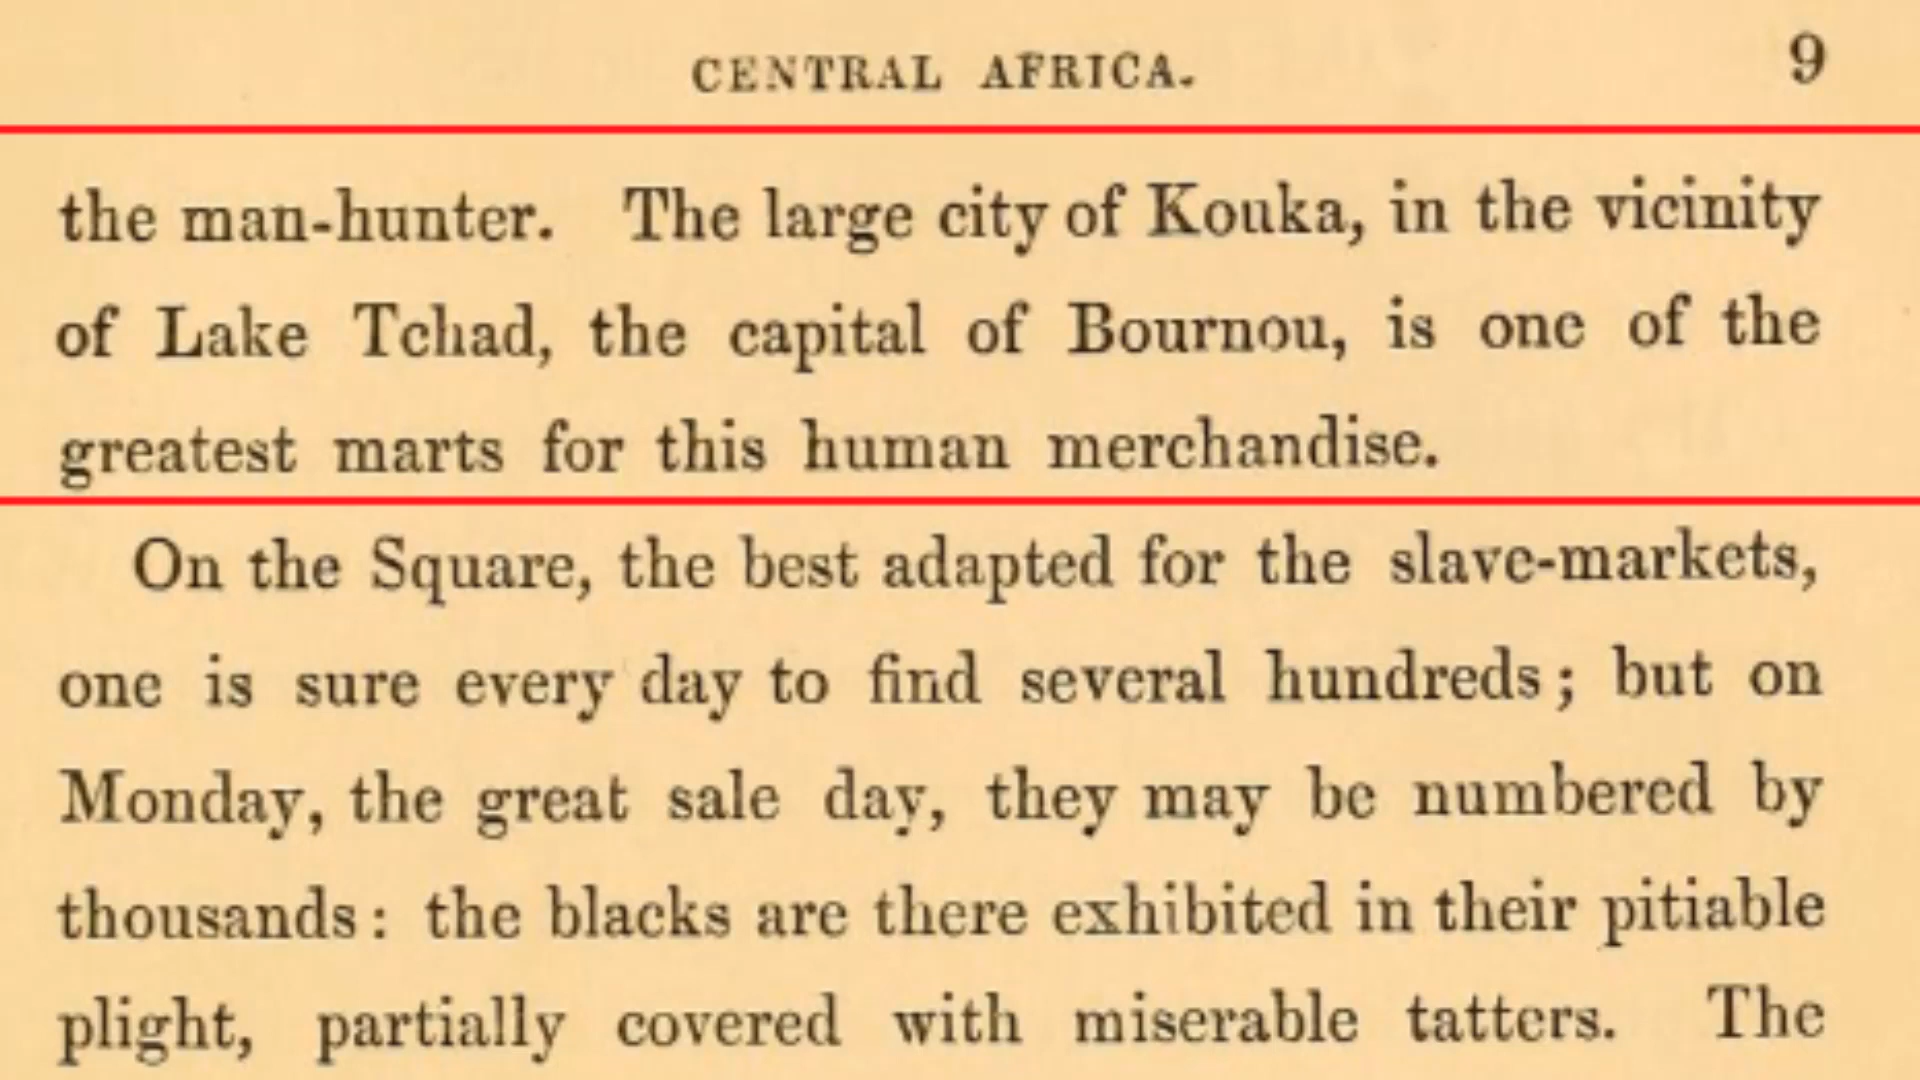 CENTRAL AFRICA. 9
the man-hunter. The large city of Kouka, in the vicinity
of Lake Tchad, the capital of Bournou, is one of the
greatest marts for this human merchandise.
On the Square, the best adapted for the slave-markets,
one is sure every day to find several hundreds; but on
Monday, the great sale day, they may be numbered by
thousands: the blacks are there exhibited in their pitiable
plight, partially covered with miserable tatters. The